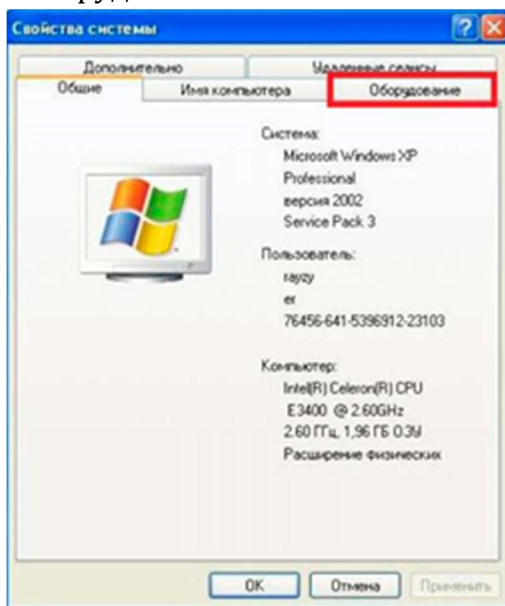 Свойства системы
Дополнительно Удаленные сеансы
Общие Имя компьютера Оборудование
Система:
Microsoft Windows XP
Professional
версия 2002
Service Pack 3
Пользователь:
rayzy
er
76456-641-5396912-23103
Компьютер:
Intel(R) Celeron(R) CPU
E3400 @ 2.60GHz
2.60 ГГц, 1,96 ГБ ОЗУ
Расширение физических
OK Отмена Применить